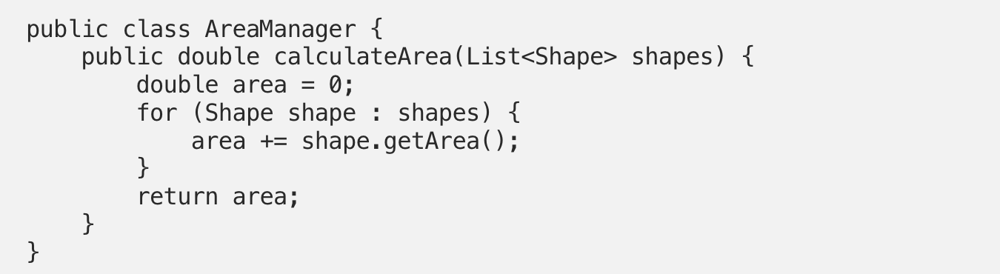 public class AreaManager {
    public double calculateArea(List<Shape> shapes) {
        double area = 0;
        for (Shape shape : shapes) {
            area += shape.getArea();
        }
        return area;
    }
}